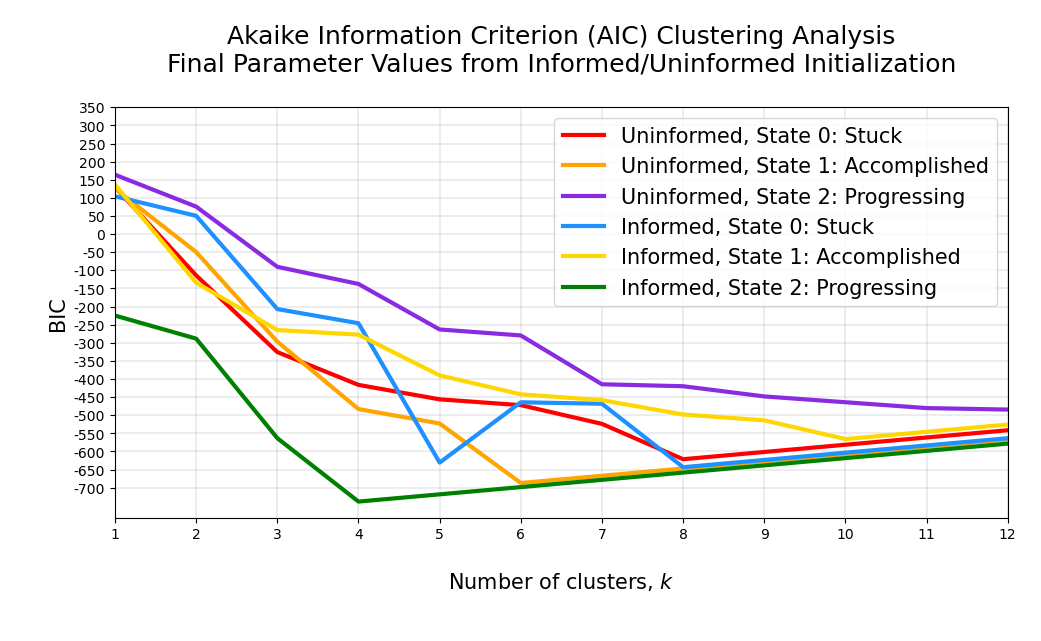 Akaike Information Criterion (AIC) Clustering Analysis
Final Parameter Values from Informed/Uninformed Initialization
350
300
250
200
150
100
50
0
-50
-100
-150
-200
-250
-300
-350
-400
-450
-500
-550
-600
-650
-700
BIC
Uninformed, State 0: Stuck
Uninformed, State 1: Accomplished
Uninformed, State 2: Progressing
Informed, State 0: Stuck
Informed, State 1: Accomplished
Informed, State 2: Progressing
1 2 3 4 5 6 7 8 9 10 11 12
Number of clusters, k